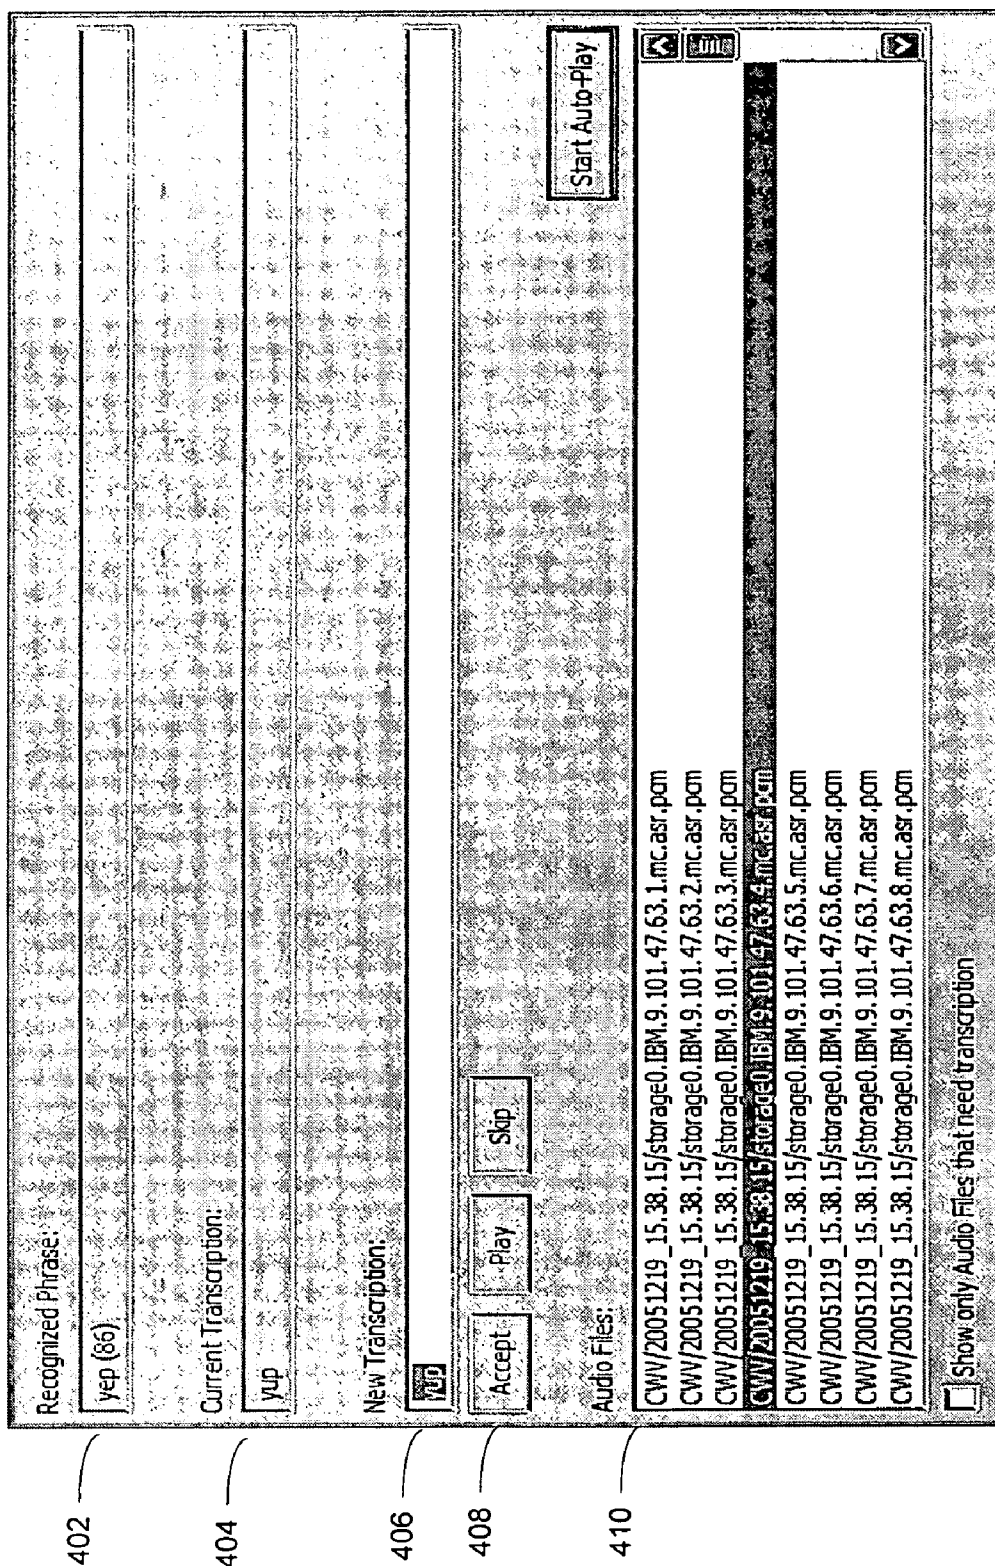 402
Recognized Phrase:
yep (86)
404
Current Transcription:
yup
406
New Transcription:
yup
408
Accept Play Skip
Start Auto-Play
410
Audio Files:
CWV/20051219_15.38.15/storage0.IBM.9.101.47.63.1.mc.asr.pcm
CWV/20051219_15.38.15/storage0.IBM.9.101.47.63.2.mc.asr.pcm
CWV/20051219_15.38.15/storage0.IBM.9.101.47.63.3.mc.asr.pcm
CWV/20051219_15.38.15/storage0.IBM.9.101.47.63.4.mc.asr.pcm
CWV/20051219_15.38.15/storage0.IBM.9.101.47.63.5.mc.asr.pcm
CWV/20051219_15.38.15/storage0.IBM.9.101.47.63.6.mc.asr.pcm
CWV/20051219_15.38.15/storage0.IBM.9.101.47.63.7.mc.asr.pcm
CWV/20051219_15.38.15/storage0.IBM.9.101.47.63.8.mc.asr.pcm
Show only Audio Files that need transcription